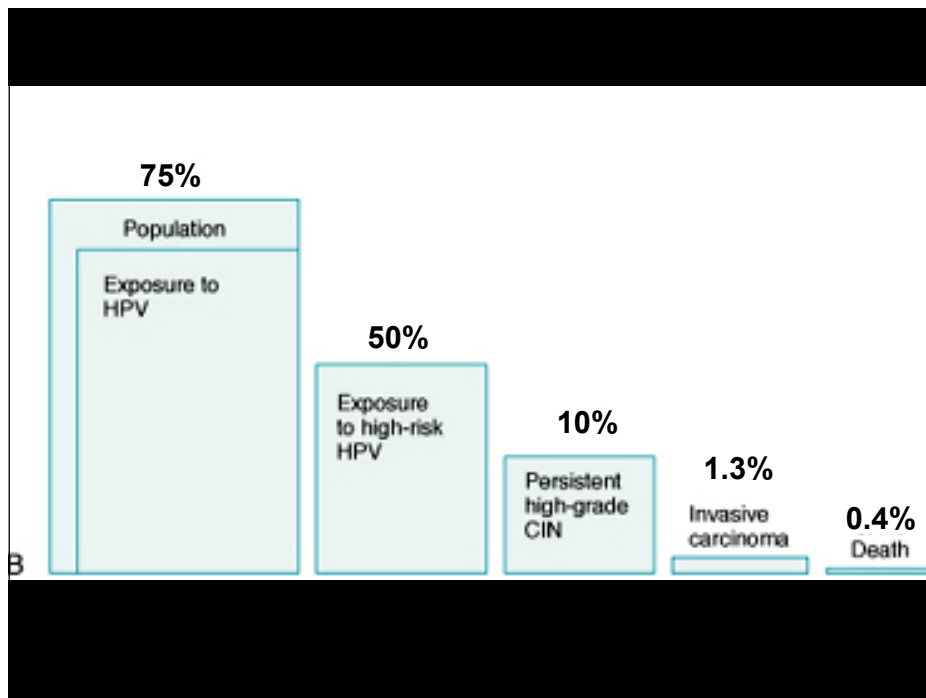 75%
Population
Exposure to
HPV
50%
Exposure
to high-risk
HPV
10%
Persistent
high-grade
CIN
1.3%
Invasive
carcinoma
0.4%
Death
B